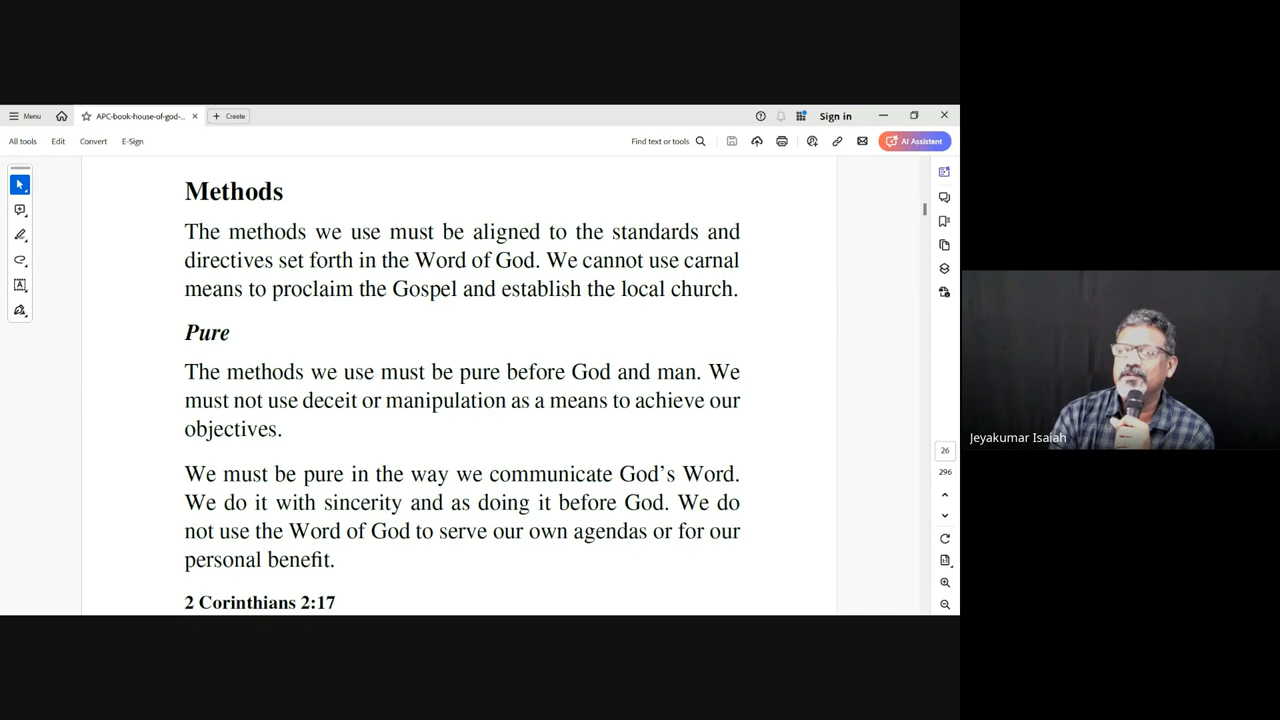 Menu
APC-book-house-of-god-...
Create
Sign in
All tools
Edit
Convert
E-Sign
Find text or tools
AI Assistant
Methods
The methods we use must be aligned to the standards and
directives set forth in the Word of God. We cannot use carnal
means to proclaim the Gospel and establish the local church.
Pure
The methods we use must be pure before God and man. We
must not use deceit or manipulation as a means to achieve our
objectives.
We must be pure in the way we communicate God's Word.
We do it with sincerity and as doing it before God. We do
not use the Word of God to serve our own agendas or for our
personal benefit.
2 Corinthians 2:17
26
296
Jeyakumar Isaiah